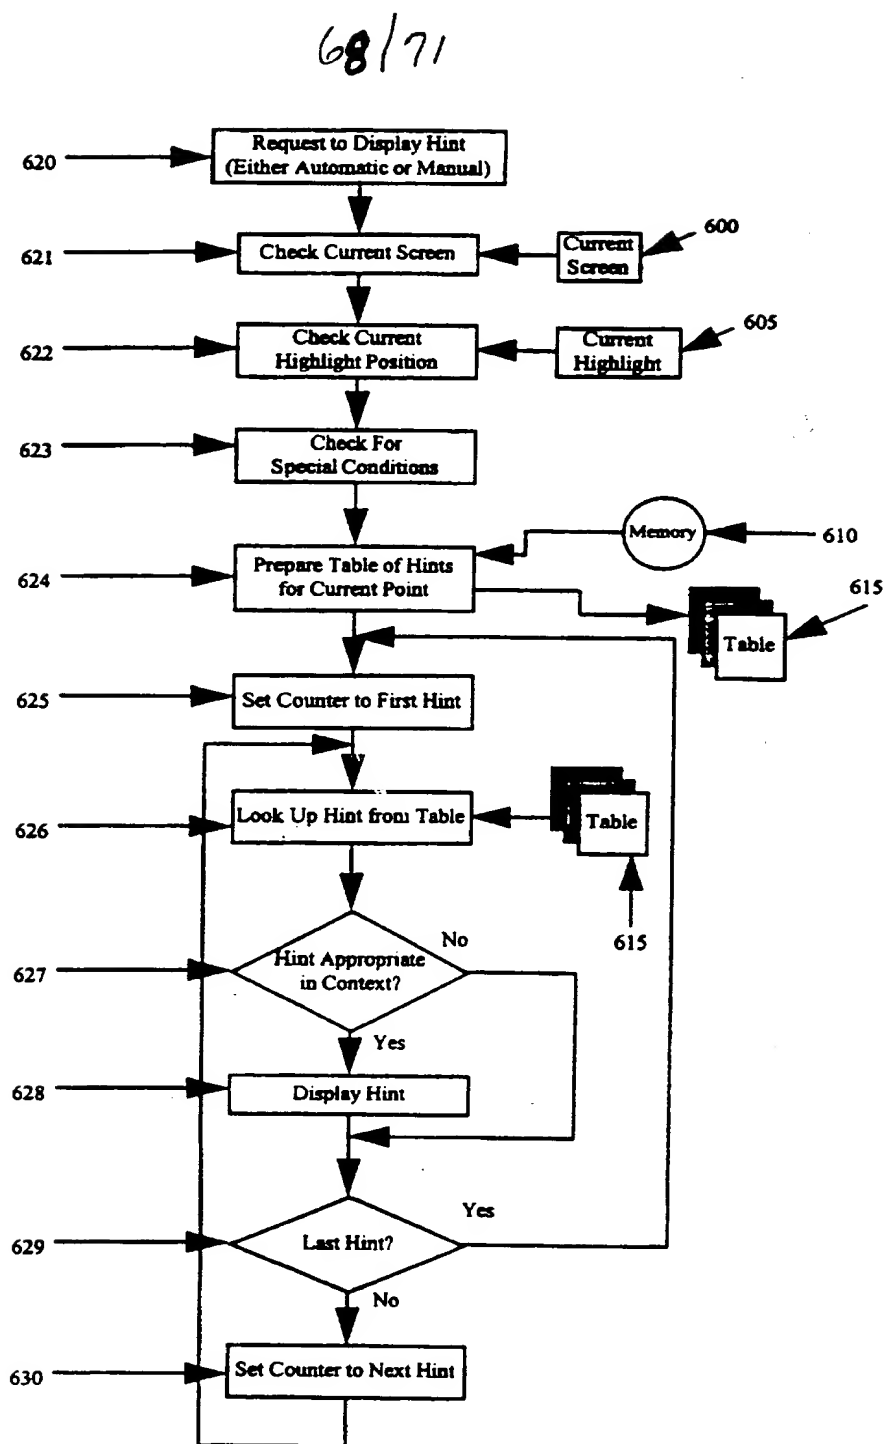 68/71
620
Request to Display Hint
(Either Automatic or Manual)
621
Check Current Screen
Current
Screen
600
622
Check Current
Highlight Position
Current
Highlight
605
623
Check For
Special Conditions
Memory
610
624
Prepare Table of Hints
for Current Point
Table
615
625
Set Counter to First Hint
626
Look Up Hint from Table
Table
615
627
Hint Appropriate
in Context?
No
Yes
628
Display Hint
629
Last Hint?
Yes
No
630
Set Counter to Next Hint